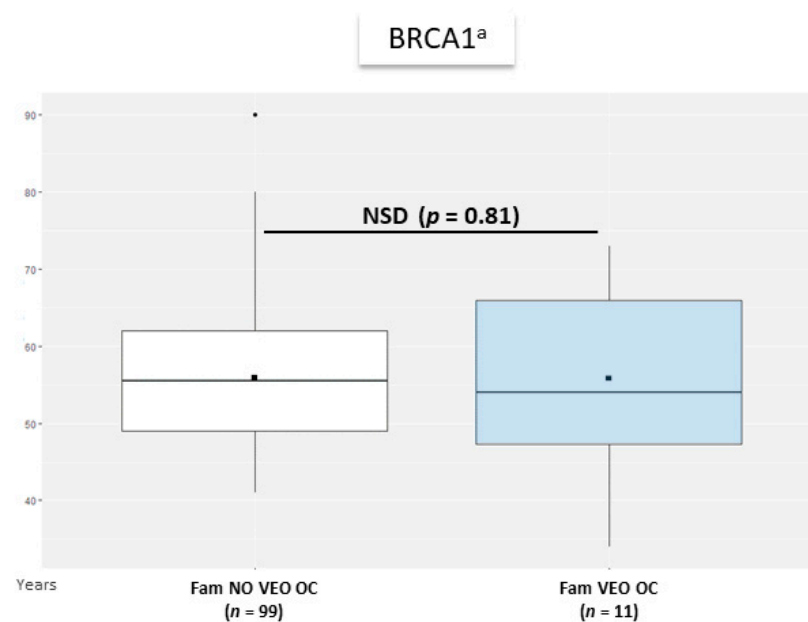 BRCA1ᵃ
90
80
NSD (p = 0.81)
70
60
50
40
Years
Fam NO VEO OC
(n = 99)
Fam VEO OC
(n = 11)